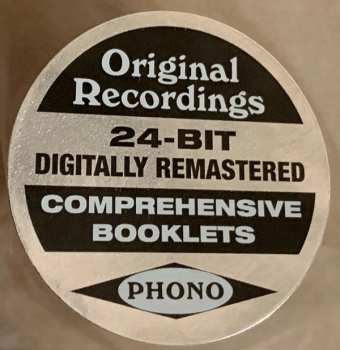 Original
Recordings
24-BIT
DIGITALLY REMASTERED
COMPREHENSIVE
BOOKLETS
PHONO